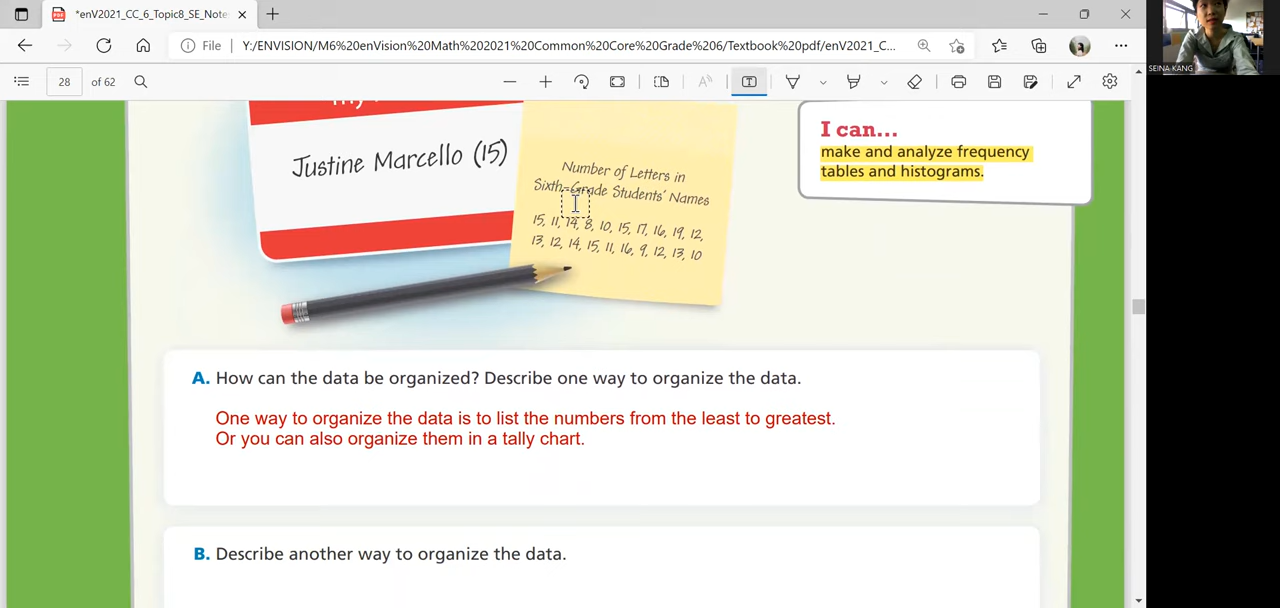 *enV2021_CC_6_Topic8_SE_Note
File
Y:/ENVISION/M6%20enVision%20Math%202021%20Common%20Core%20Grade%206/Textbook%20pdf/enV2021_C...
28
of 62
SEINA KANG
Justine Marcello (15)
Number of Letters in
Sixth-Grade Students' Names
15, 11, 14, 8, 10, 15, 17, 16, 19, 12,
13, 12, 14, 15, 11, 16, 9, 12, 13, 10
I can...
make and analyze frequency
tables and histograms.
A. How can the data be organized? Describe one way to organize the data.
One way to organize the data is to list the numbers from the least to greatest.
Or you can also organize them in a tally chart.
B. Describe another way to organize the data.